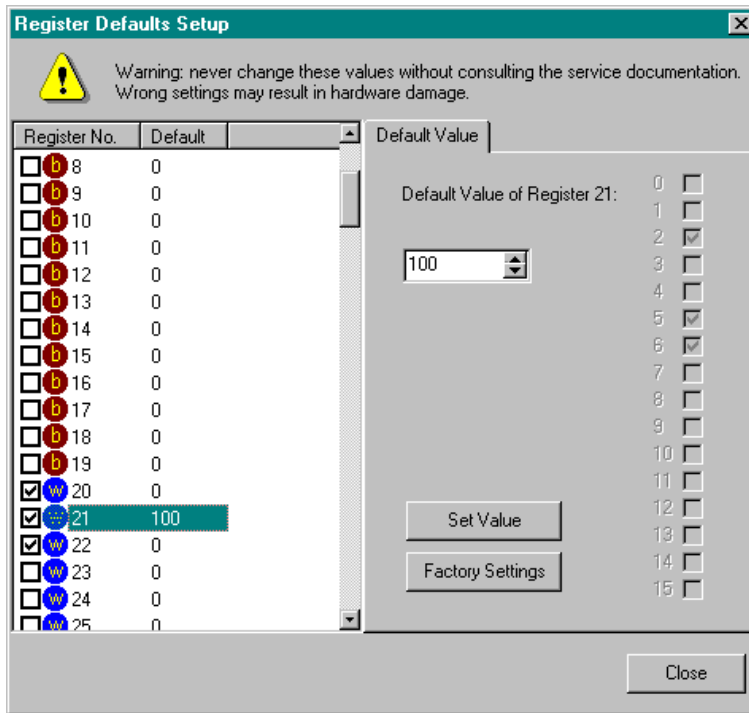 Register Defaults Setup
Warning: never change these values without consulting the service documentation.
Wrong settings may result in hardware damage.
Register No. Default
b 8 0
b 9 0
b 10 0
b 11 0
b 12 0
b 13 0
b 14 0
b 15 0
b 16 0
b 17 0
b 18 0
b 19 0
w 20 0
w 21 100
w 22 0
w 23 0
w 24 0
w 25 0
Default Value
Default Value of Register 21:
100
0
1
2
3
4
5
6
7
8
9
10
11
12
13
14
15
Set Value
Factory Settings
Close